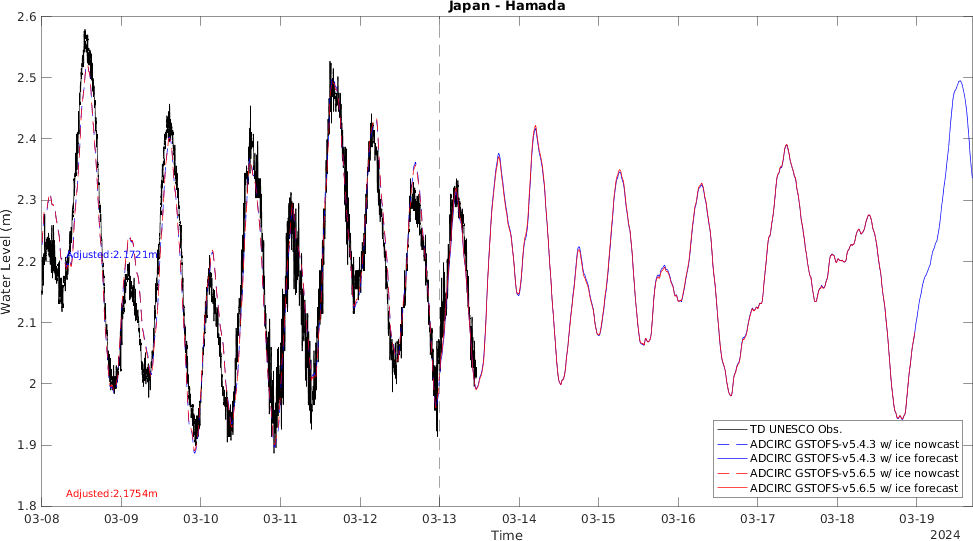 Japan - Hamada
Water Level (m)
2.6
2.5
2.4
2.3
2.2
2.1
2
1.9
1.8
Adjusted:2.1721m
Adjusted:2.1754m
TD UNESCO Obs.
ADCIRC GSTOFS-v5.4.3 w/ ice nowcast
ADCIRC GSTOFS-v5.4.3 w/ ice forecast
ADCIRC GSTOFS-v5.6.5 w/ ice nowcast
ADCIRC GSTOFS-v5.6.5 w/ ice forecast
03-08 03-09 03-10 03-11 03-12 03-13 03-14 03-15 03-16 03-17 03-18 03-19
Time
2024